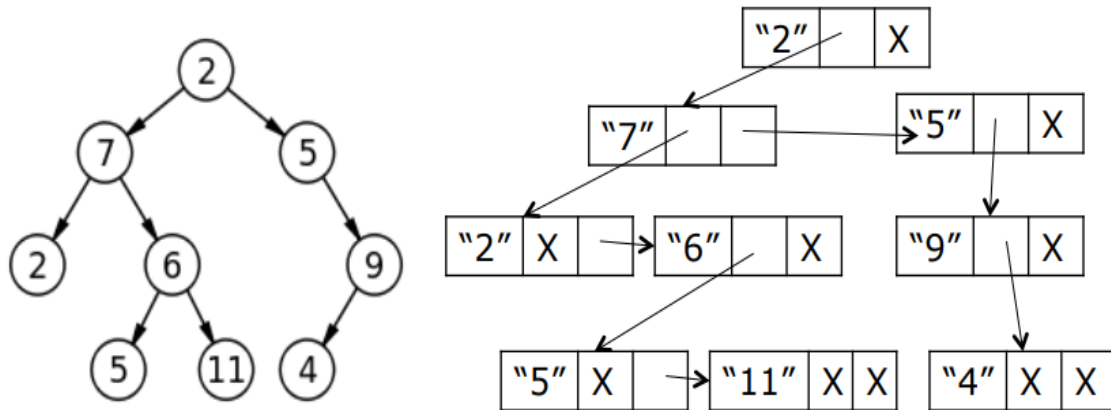 2
7 5
2 6 9
5 11 4
“2” X
“7” “5” X
“2” X “6” X “9” X
“5” X “11” X X “4” X X